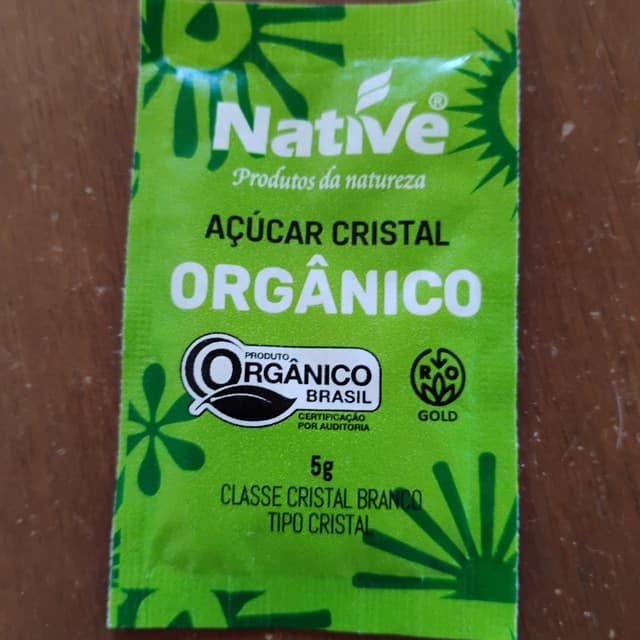 Native®
Produtos da natureza
AÇÚCAR CRISTAL
ORGÂNICO
PRODUTO
ORGÂNICO
BRASIL
CERTIFICAÇÃO
POR AUDITORIA
RO
GOLD
5g
CLASSE CRISTAL BRANCO
TIPO CRISTAL